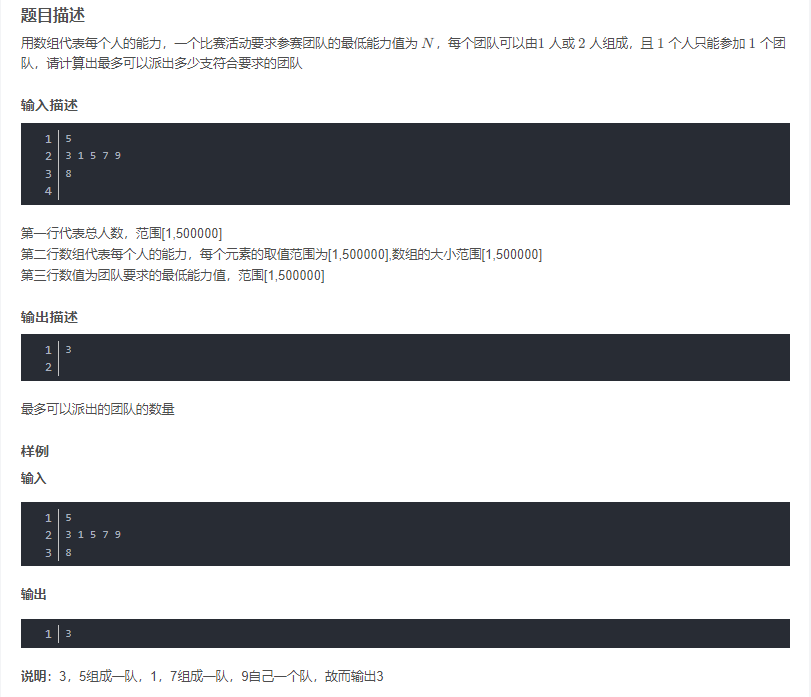 题目描述
用数组代表每个人的能力，一个比赛活动要求参赛团队的最低能力值为 N，每个团队可以由1 人或 2 人组成，且 1 个人只能参加 1 个团
队，请计算出最多可以派出多少支符合要求的团队
输入描述
1 5
2 3 1 5 7 9
3 8
4
第一行代表总人数，范围[1,500000]
第二行数组代表每个人的能力，每个元素的取值范围为[1,500000],数组的大小范围[1,500000]
第三行数值为团队要求的最低能力值，范围[1,500000]
输出描述
1 3
2
最多可以派出的团队的数量
样例
输入
1 5
2 3 1 5 7 9
3 8
输出
1 3
说明：3，5组成一队，1，7组成一队，9自己一个队，故而输出3